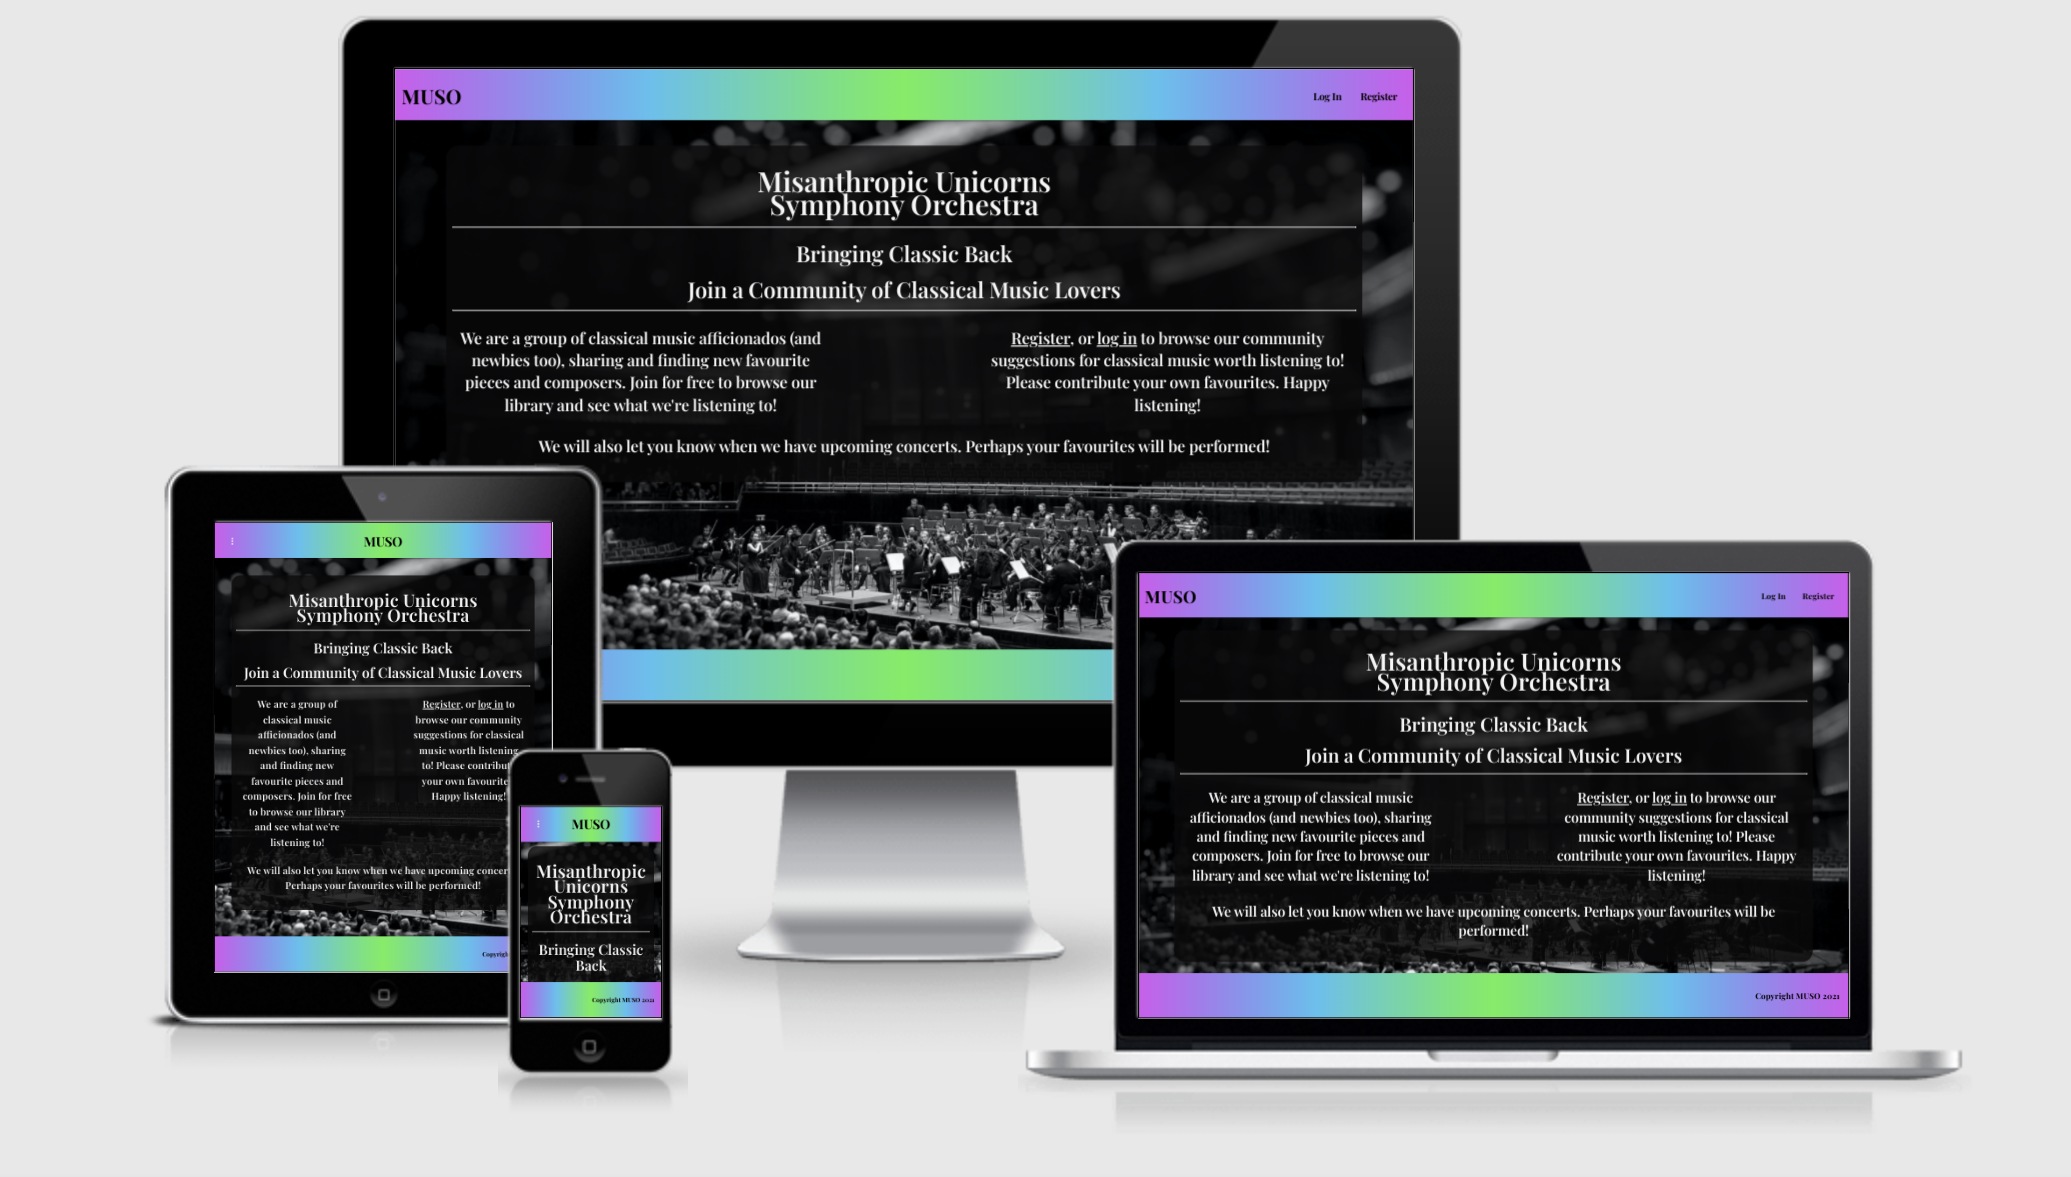 MUSO
Log In Register
Misanthropic Unicorns
Symphony Orchestra
Bringing Classic Back
Join a Community of Classical Music Lovers
We are a group of classical music afficionados (and
newbies too), sharing and finding new favourite
pieces and composers. Join for free to browse our
library and see what we're listening to!
Register, or log in to browse our community
suggestions for classical music worth listening to!
Please contribute your own favourites. Happy
listening!
We will also let you know when we have upcoming concerts. Perhaps your favourites will be performed!
MUSO
Misanthropic Unicorns
Symphony Orchestra
Bringing Classic Back
Join a Community of Classical Music Lovers
We are a group of
classical music
afficionados (and
newbies too), sharing
and finding new
favourite pieces and
composers. Join for free
to browse our library
and see what we're
listening to!
Register, or log in to
browse our community
suggestions for classical
music worth listening
to! Please
your own
Happy listening!
We will also let you know when we have upcoming
Perhaps your favourites will be performed!
MUSO
Misanthropic
Unicorns
Symphony
Orchestra
Bringing Classic
Back
Copyright MUSO 2021
MUSO
Log In Register
Misanthropic Unicorns
Symphony Orchestra
Bringing Classic Back
Join a Community of Classical Music Lovers
We are a group of classical music
afficionados (and newbies too), sharing
and finding new favourite pieces and
composers. Join for free to browse our
library and see what we're listening to!
Register, or log in to browse our
community suggestions for classical
music worth listening to! Please
contribute your own favourites. Happy
listening!
We will also let you know when we have upcoming concerts. Perhaps your favourites will be
performed!
Copyright MUSO 2021